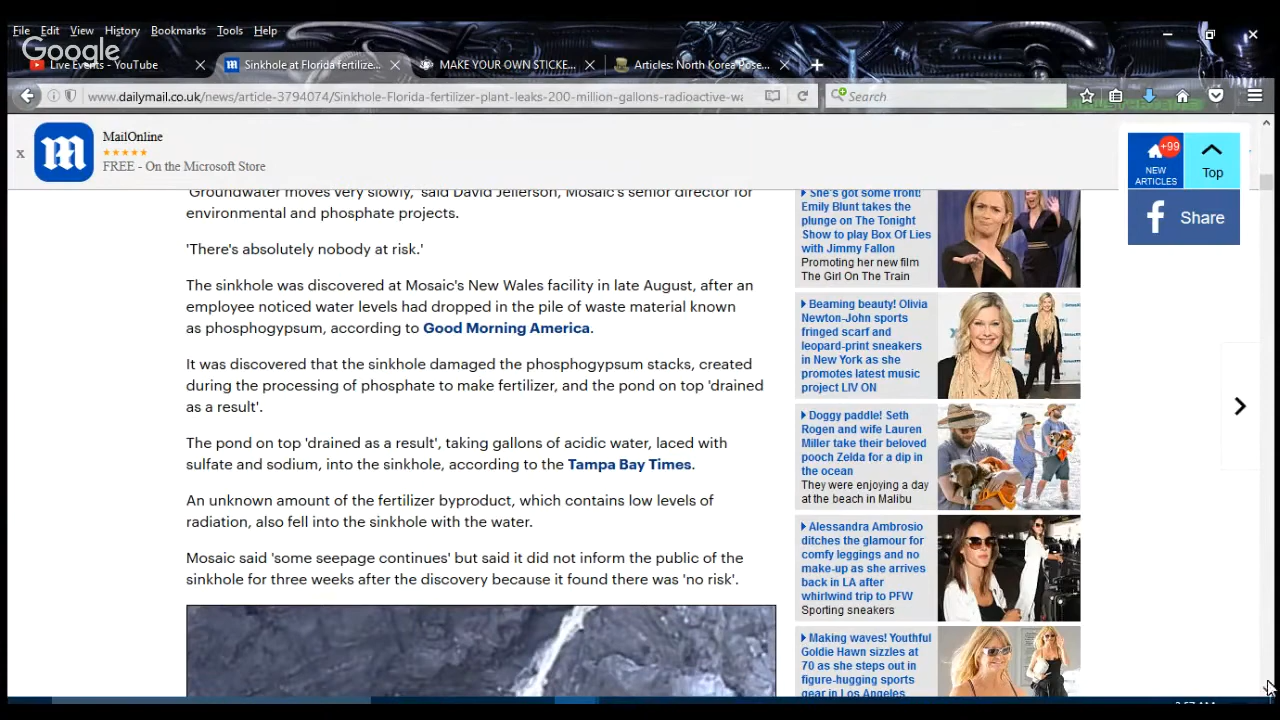 File Edit View History Bookmarks Tools Help
Google
Live Events - YouTube
Sinkhole at Florida fertilize...
MAKE YOUR OWN STICKE...
Articles: North Korea Pose...
www.dailymail.co.uk/news/article-3794074/Sinkhole-Florida-fertilizer-plant-leaks-200-million-gallons-radioactive-wa
Search
x
MailOnline
FREE - On the Microsoft Store
+99
NEW
ARTICLES
Top
Share
'Groundwater moves very slowly,' said David Jellerson, Mosaic's senior director for
environmental and phosphate projects.
'There's absolutely nobody at risk.'
The sinkhole was discovered at Mosaic's New Wales facility in late August, after an
employee noticed water levels had dropped in the pile of waste material known
as phosphogypsum, according to Good Morning America.
It was discovered that the sinkhole damaged the phosphogypsum stacks, created
during the processing of phosphate to make fertilizer, and the pond on top 'drained
as a result'.
The pond on top 'drained as a result', taking gallons of acidic water, laced with
sulfate and sodium, into the sinkhole, according to the Tampa Bay Times.
An unknown amount of the fertilizer byproduct, which contains low levels of
radiation, also fell into the sinkhole with the water.
Mosaic said 'some seepage continues' but said it did not inform the public of the
sinkhole for three weeks after the discovery because it found there was 'no risk'.
She's got some front!
Emily Blunt takes the
plunge on The Tonight
Show to play Box Of Lies
with Jimmy Fallon
Promoting her new film
The Girl On The Train
Beaming beauty! Olivia
Newton-John sports
fringed scarf and
leopard-print sneakers
in New York as she
promotes latest music
project LIV ON
Doggy paddle! Seth
Rogen and wife Lauren
Miller take their beloved
pooch Zelda for a dip in
the ocean
They were enjoying a day
at the beach in Malibu
Alessandra Ambrosio
ditches the glamour for
comfy leggings and no
make-up as she arrives
back in LA after
whirlwind trip to PFW
Sporting sneakers
Making waves! Youthful
Goldie Hawn sizzles at
70 as she steps out in
figure-hugging sports
gear in Los Angeles